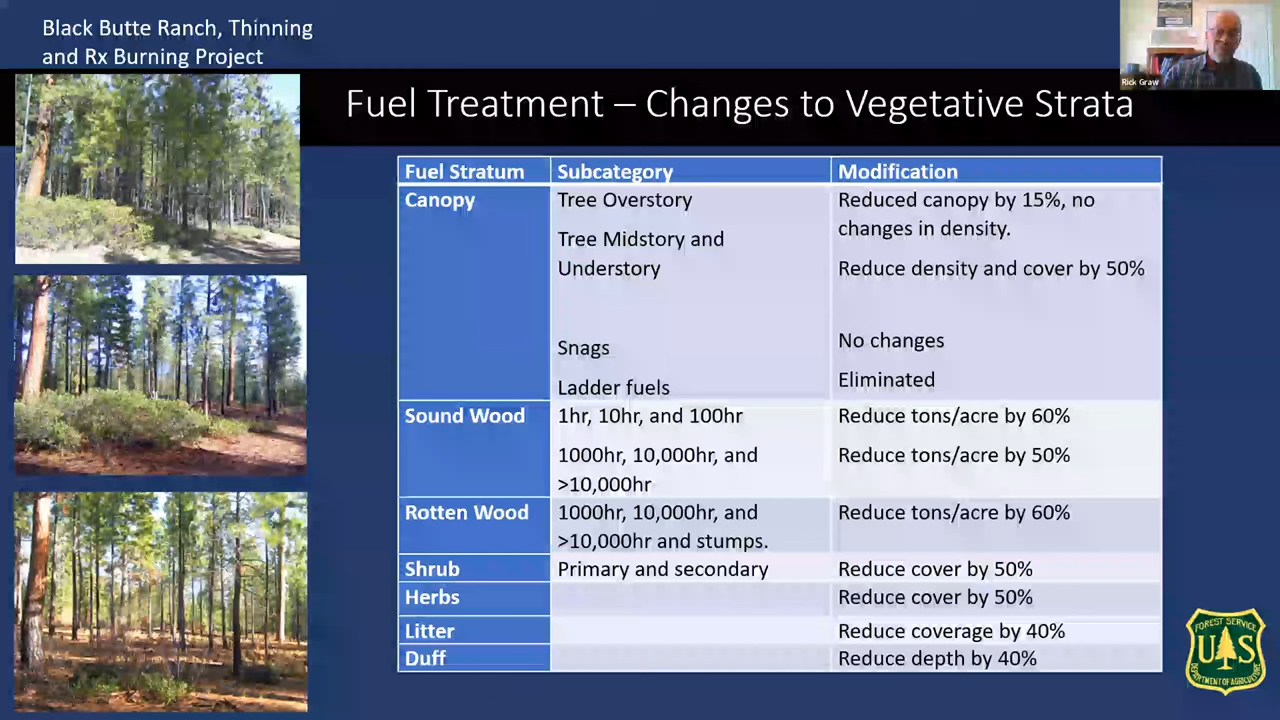 Black Butte Ranch, Thinning
and Rx Burning Project
Rick Graw
Fuel Treatment – Changes to Vegetative Strata
Fuel Stratum Subcategory Modification
Canopy Tree Overstory Reduced canopy by 15%, no
changes in density.
Tree Midstory and
Understory Reduce density and cover by 50%
Snags No changes
Ladder fuels Eliminated
Sound Wood 1hr, 10hr, and 100hr Reduce tons/acre by 60%
1000hr, 10,000hr, and Reduce tons/acre by 50%
>10,000hr
Rotten Wood 1000hr, 10,000hr, and Reduce tons/acre by 60%
>10,000hr and stumps.
Shrub Primary and secondary Reduce cover by 50%
Herbs Reduce cover by 50%
Litter Reduce coverage by 40%
Duff Reduce depth by 40%
FOREST SERVICE
U S
DEPARTMENT OF AGRICULTURE